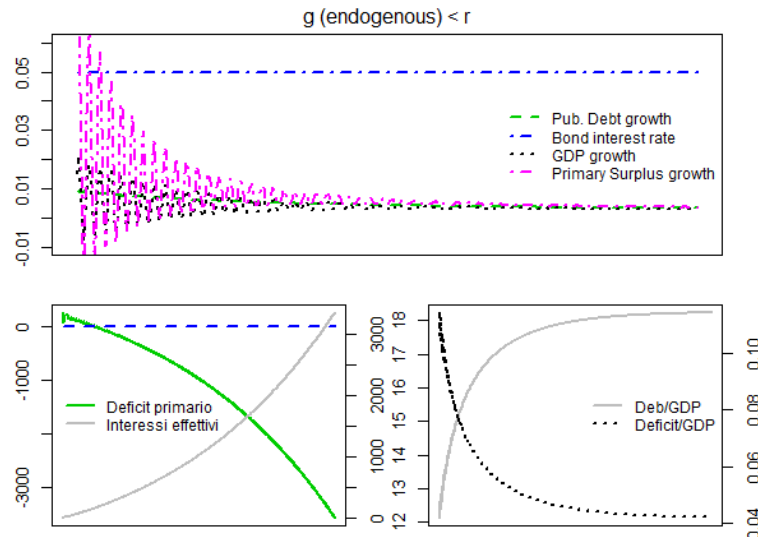 g (endogenous) < r
0.05
0.03
0.01
-0.01
Pub. Debt growth
Bond interest rate
GDP growth
Primary Surplus growth
0
-1000
-3000
Deficit primario
Interessi effettivi
3000
2000
1000
500
0
18
17
16
15
14
13
12
Deb/GDP
Deficit/GDP
0.10
0.08
0.06
0.04